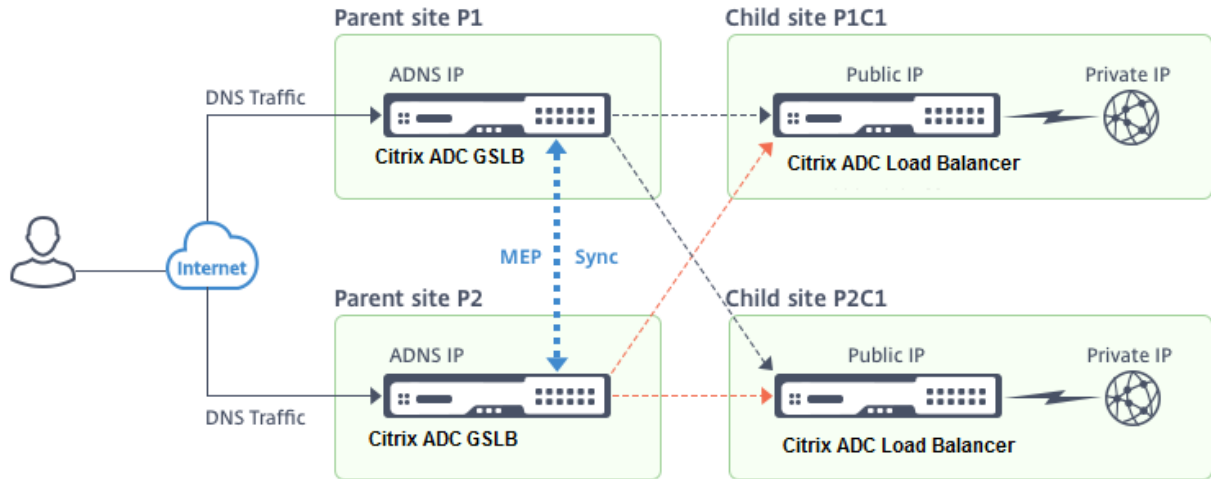 Parent site P1
Child site P1C1
ADNS IP
Public IP
Private IP
DNS Traffic
Citrix ADC GSLB
Citrix ADC Load Balancer
MEP Sync
Internet
Parent site P2
Child site P2C1
ADNS IP
Public IP
Private IP
DNS Traffic
Citrix ADC GSLB
Citrix ADC Load Balancer